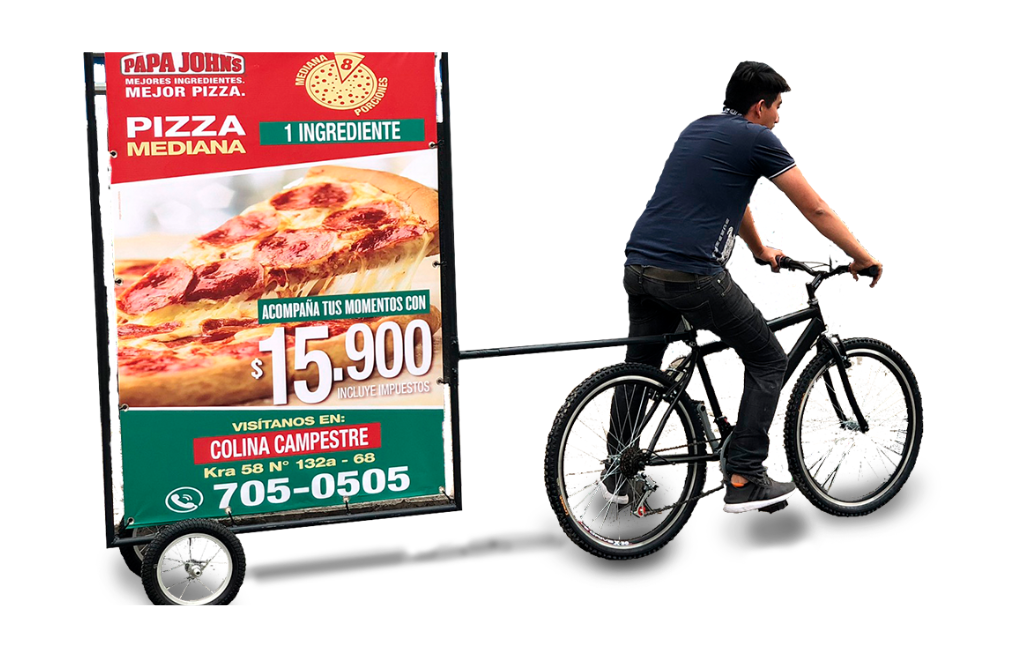 PAPA JOHN'S
MEJORES INGREDIENTES.
MEJOR PIZZA.
MEDIANA
8
PORCIONES
PIZZA
MEDIANA
1 INGREDIENTE
ACOMPAÑA TUS MOMENTOS CON
$15.900
INCLUYE IMPUESTOS
VISÍTANOS EN:
COLINA CAMPESTRE
Kra 58 N° 132a - 68
705-0505